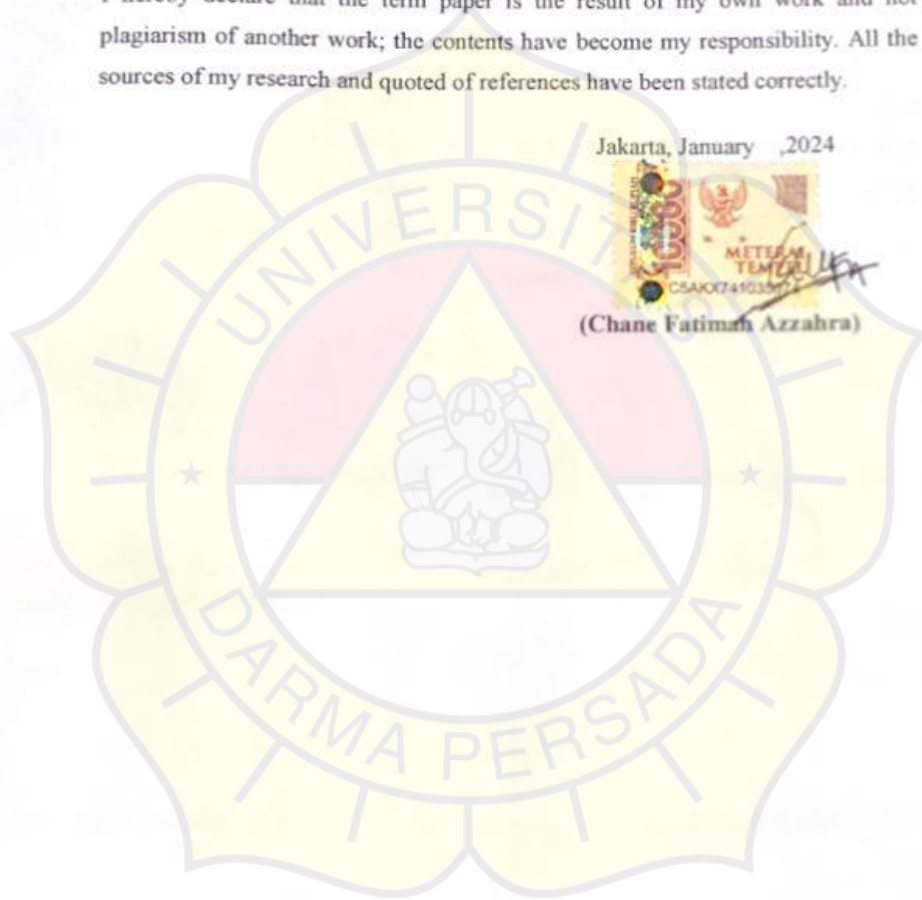 I hereby declare that the term paper is the result of my own work and not
plagiarism of another work; the contents have become my responsibility. All the
sources of my research and quoted of references have been stated correctly.
Jakarta, January ,2024
10000
METERAI
TEMPEL
(Chane Fatimah Azzahra)
UNIVERSITAS
DARMA PERSADA